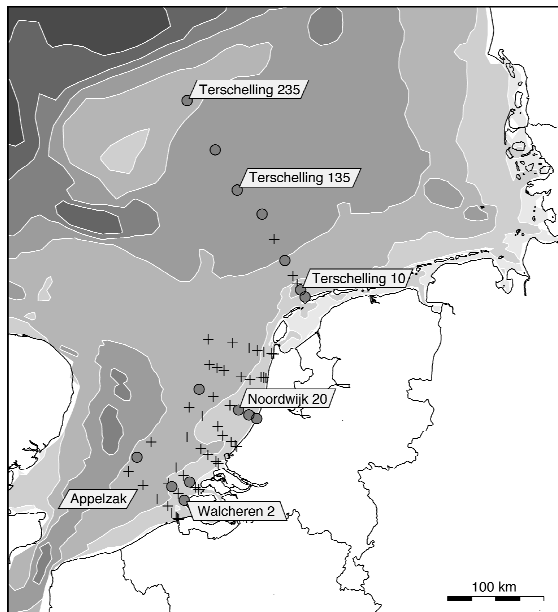 Terschelling 235
Terschelling 135
Terschelling 10
Noordwijk 20
Appelzak
Walcheren 2
100 km